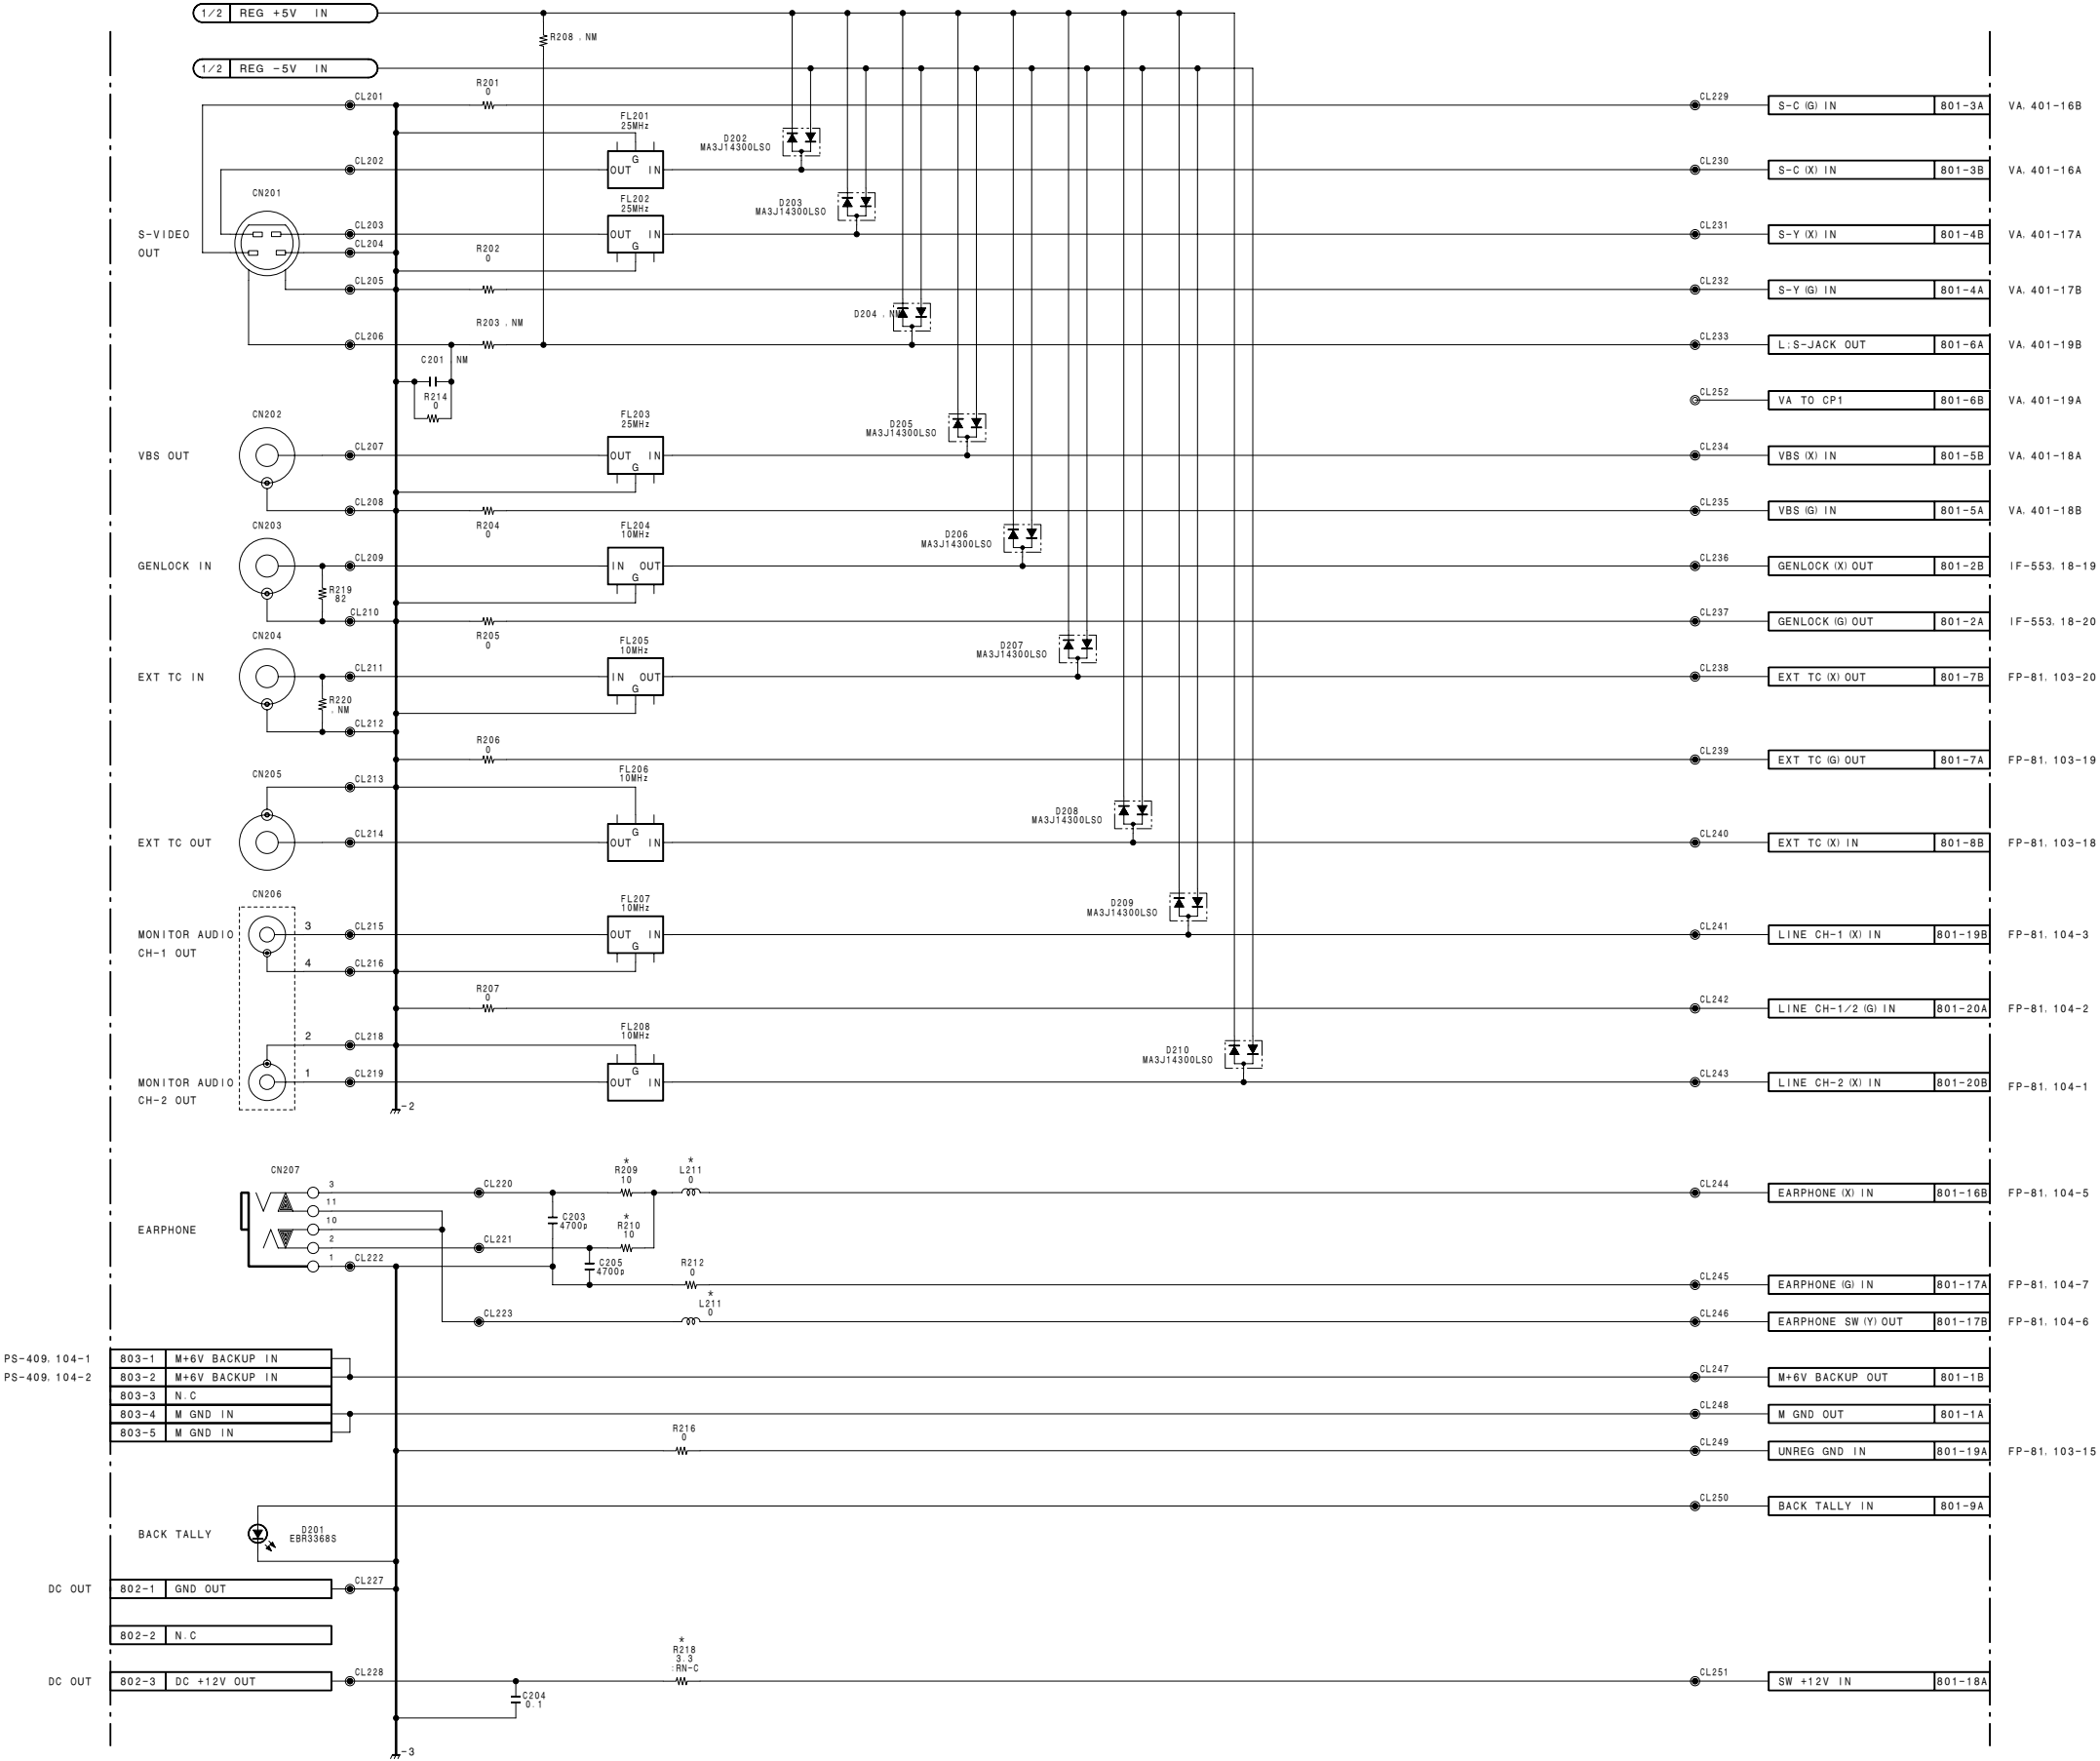 1/2 REG +5V IN
R208 . NM
1/2 REG -5V IN
CL201
R201
0
CL229
S-C (G) IN 801-3A VA, 401-16B
FL201
25MHz
D202
MA3J14300LS0
CL202
G
OUT IN
CL230
S-C (X) IN 801-3B VA, 401-16A
CN201
FL202
25MHz
D203
MA3J14300LS0
S-VIDEO
OUT
CL203
OUT IN
G
CL231
S-Y (X) IN 801-4B VA, 401-17A
CL204
R202
0
CL205
CL232
S-Y (G) IN 801-4A VA, 401-17B
D204 . NM
R203 . NM
CL206
CL233
L;S-JACK OUT 801-6A VA, 401-19B
C201 . NM
R214
0
CL252
VA TO CP1 801-6B VA, 401-19A
CN202
FL203
25MHz
D205
MA3J14300LS0
VBS OUT
CL207
OUT IN
G
CL234
VBS (X) IN 801-5B VA, 401-18A
CL208
R204
0
CL235
VBS (G) IN 801-5A VA, 401-18B
CN203
FL204
10MHz
D206
MA3J14300LS0
GENLOCK IN
CL209
IN OUT
G
CL236
GENLOCK (X) OUT 801-2B IF-553, 18-19
R219
82
CL210
R205
0
CL237
GENLOCK (G) OUT 801-2A IF-553, 18-20
CN204
FL205
10MHz
D207
MA3J14300LS0
EXT TC IN
CL211
IN OUT
G
CL238
EXT TC (X) OUT 801-7B FP-81, 103-20
R220
. NM
CL212
R206
0
CL239
EXT TC (G) OUT 801-7A FP-81, 103-19
CN205
CL213
FL206
10MHz
D208
MA3J14300LS0
EXT TC OUT
CL214
G
OUT IN
CL240
EXT TC (X) IN 801-8B FP-81, 103-18
CN206
FL207
10MHz
D209
MA3J14300LS0
MONITOR AUDIO
CH-1 OUT
3
CL215
OUT IN
G
CL241
LINE CH-1 (X) IN 801-19B FP-81, 104-3
4
CL216
R207
0
CL242
LINE CH-1/2 (G) IN 801-20A FP-81, 104-2
2
CL218
FL208
10MHz
D210
MA3J14300LS0
MONITOR AUDIO
CH-2 OUT
1
CL219
G
OUT IN
CL243
LINE CH-2 (X) IN 801-20B FP-81, 104-1
-2
CN207
*
R209
10
*
L211
0
3
CL220
CL244
EARPHONE (X) IN 801-16B FP-81, 104-5
11
EARPHONE
10
C203
4700p
*
R210
10
2
CL221
1
CL222
C205
4700p
R212
0
CL245
EARPHONE (G) IN 801-17A FP-81, 104-7
*
L211
0
CL223
CL246
EARPHONE SW (Y) OUT 801-17B FP-81, 104-6
PS-409, 104-1 803-1 M+6V BACKUP IN
PS-409, 104-2 803-2 M+6V BACKUP IN
CL247
M+6V BACKUP OUT 801-1B
803-3 N.C
803-4 M GND IN
CL248
M GND OUT 801-1A
803-5 M GND IN
R216
0
CL249
UNREG GND IN 801-19A FP-81, 103-15
CL250
BACK TALLY IN 801-9A
BACK TALLY
D201
EBR3368S
DC OUT 802-1 GND OUT
CL227
802-2 N.C
*
R218
3.3
:RN-C
DC OUT 802-3 DC +12V OUT
CL228
C204
0.1
CL251
SW +12V IN 801-18A
-3